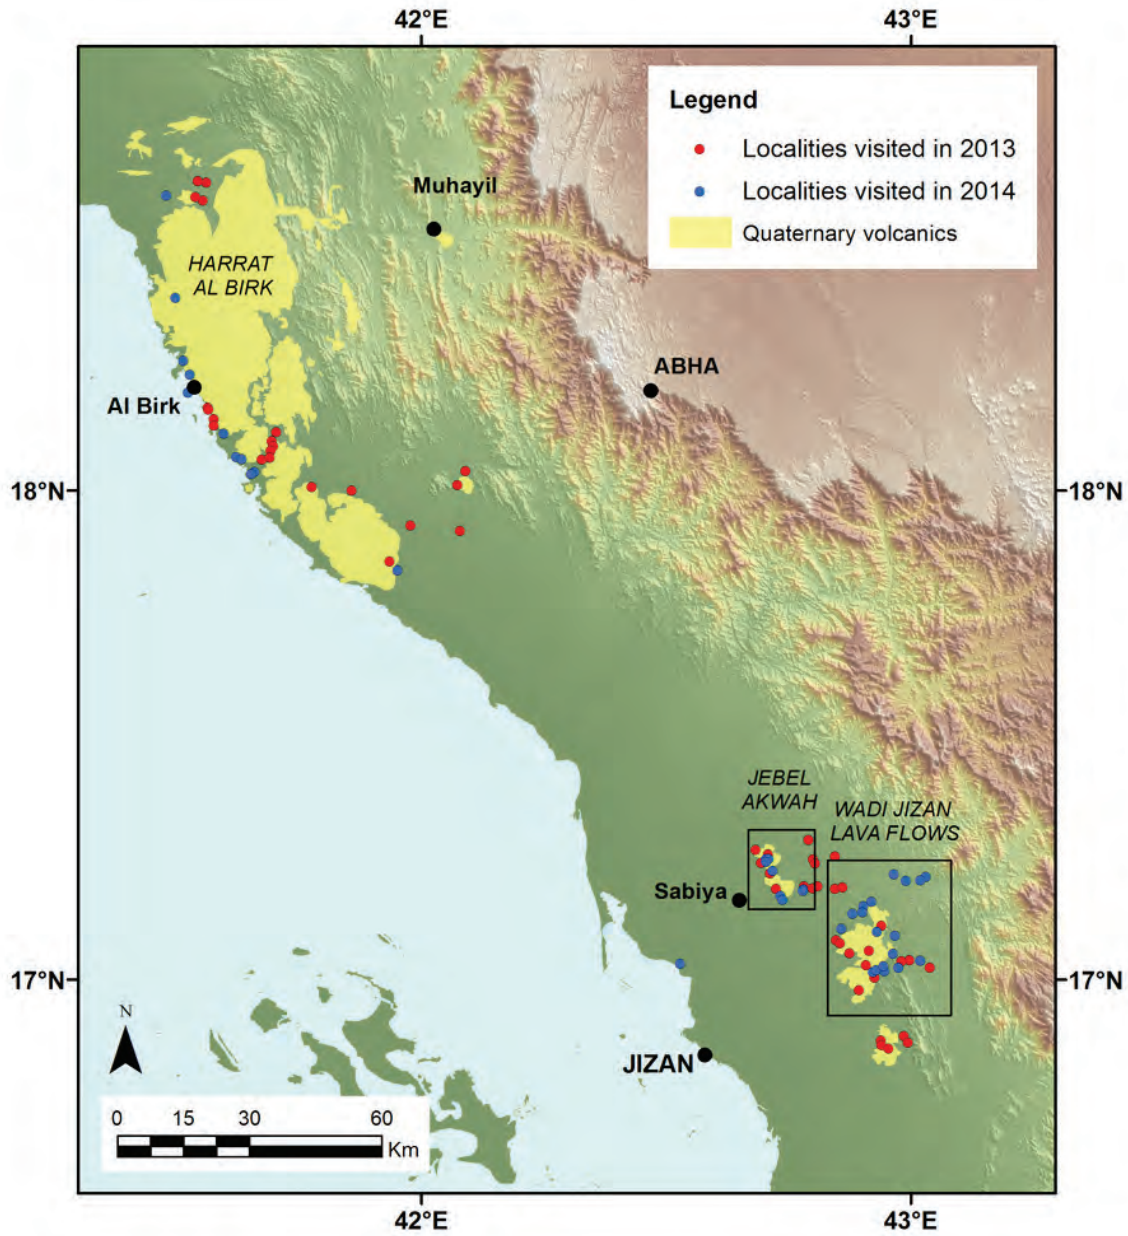 42°E
43°E
Legend
Localities visited in 2013
Localities visited in 2014
Quaternary volcanics
Muhayil
HARRAT
AL BIRK
ABHA
Al Birk
18°N
18°N
JEBEL
AKWAH
WADI JIZAN
LAVA FLOWS
Sabiya
17°N
17°N
N
JIZAN
0 15 30 60
Km
42°E
43°E